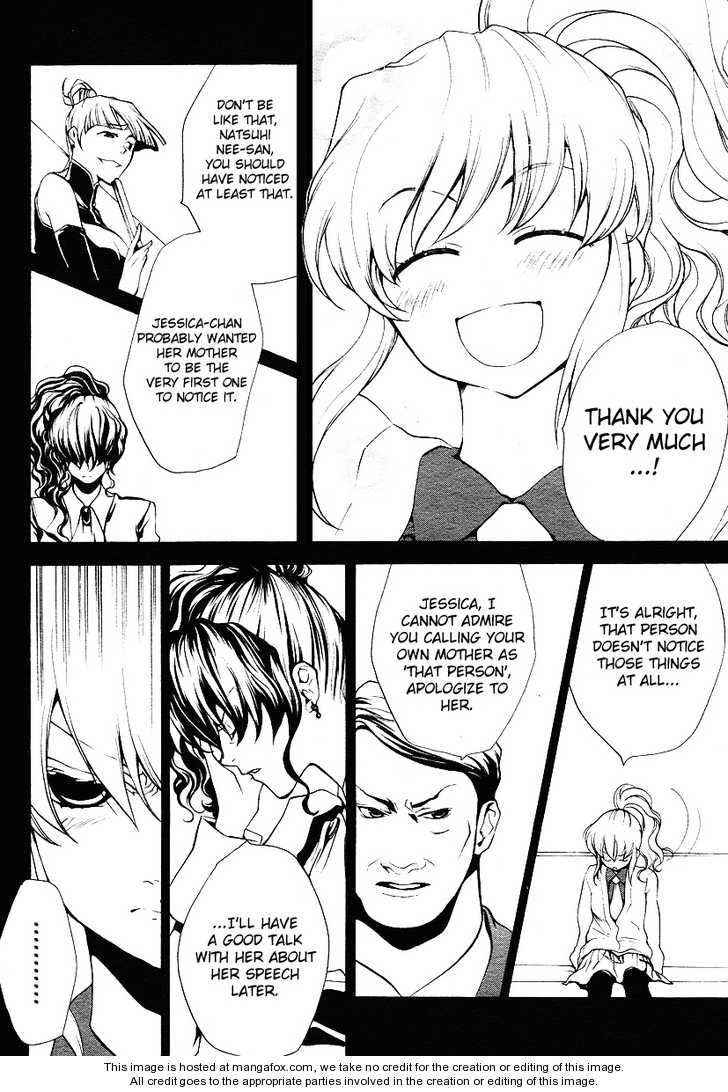 THANK YOU
VERY MUCH
...!
DON'T BE
LIKE THAT,
NATSUHI
NEE-SAN,
YOU SHOULD
HAVE NOTICED
AT LEAST THAT.
JESSICA-CHAN
PROBABLY WANTED
HER MOTHER
TO BE THE
VERY FIRST ONE
TO NOTICE IT.
IT'S ALRIGHT,
THAT PERSON
DOESN'T NOTICE
THOSE THINGS
AT ALL...
JESSICA, I
CANNOT ADMIRE
YOU CALLING YOUR
OWN MOTHER AS
'THAT PERSON',
APOLOGIZE TO
HER.
...I'LL HAVE
A GOOD TALK
WITH HER ABOUT
HER SPEECH
LATER.
.........
This image is hosted at mangafox.com, we take no credit for the creation or editing of this image.
All credit goes to the appropriate parties involved in the creation or editing of this image.